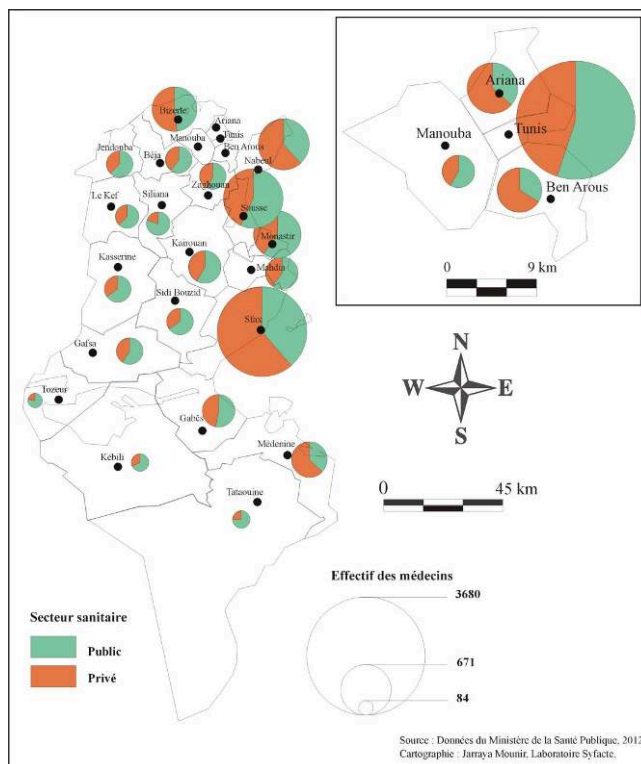 Bizerte
Ariana
Tunis
Manouba
Ben Arous
Jendouba
Béja
Nabeul
Zaghouan
Le Kef
Siliana
Sousse
Monastir
Kairouan
Mahdia
Kasserine
Sidi Bouzid
Sfax
Gafsa
Tozeur
Gabès
Kébili
Médenine
Tataouine
Ariana
Manouba
Tunis
Ben Arous
0 9 km
N
W E
S
0 45 km
Effectif des médecins
3680
671
84
Secteur sanitaire
Public
Privé
Source : Données du Ministère de la Santé Publique, 2012
Cartographie : Jarraya Mounir, Laboratoire Syfacte.